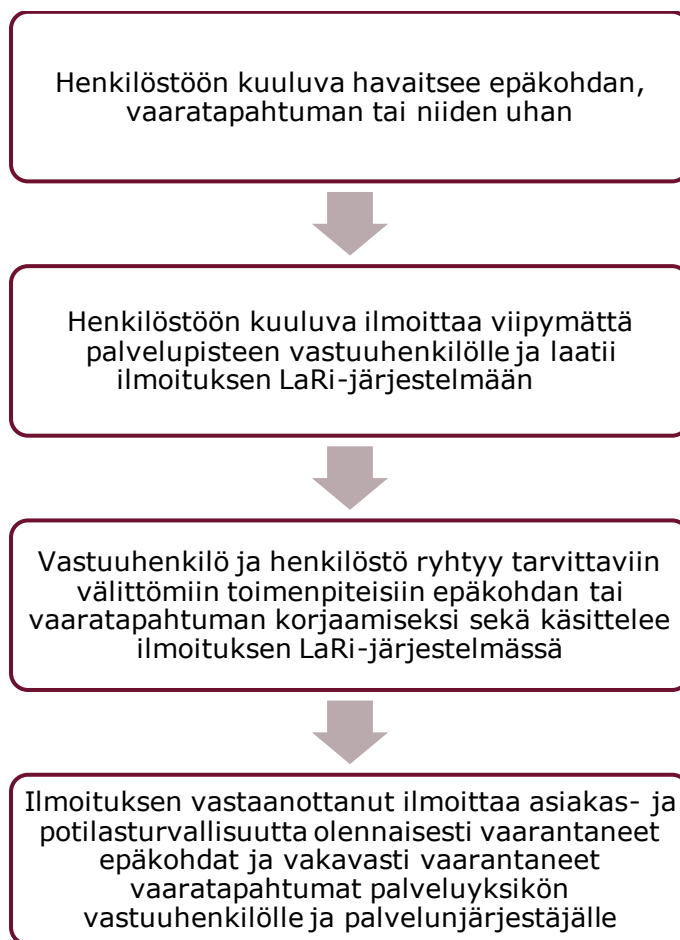 Henkilöstöön kuuluva havaitsee epäkohdan,
vaaratapahtuman tai niiden uhan
Henkilöstöön kuuluva ilmoittaa viipymättä
palvelupisteen vastuuhenkilölle ja laatii
ilmoituksen LaRi-järjestelmään
Vastuuhenkilö ja henkilöstö ryhtyy tarvittaviin
välittömiin toimenpiteisiin epäkohdan tai
vaaratapahtuman korjaamiseksi sekä käsittelee
ilmoituksen LaRi-järjestelmässä
Ilmoituksen vastaanottanut ilmoittaa asiakas- ja
potilasturvallisuutta olennaisesti vaarantaneet
epäkohdat ja vakavasti vaarantaneet
vaaratapahtumat palveluyksikön
vastuuhenkilölle ja palvelunjärjestäjälle